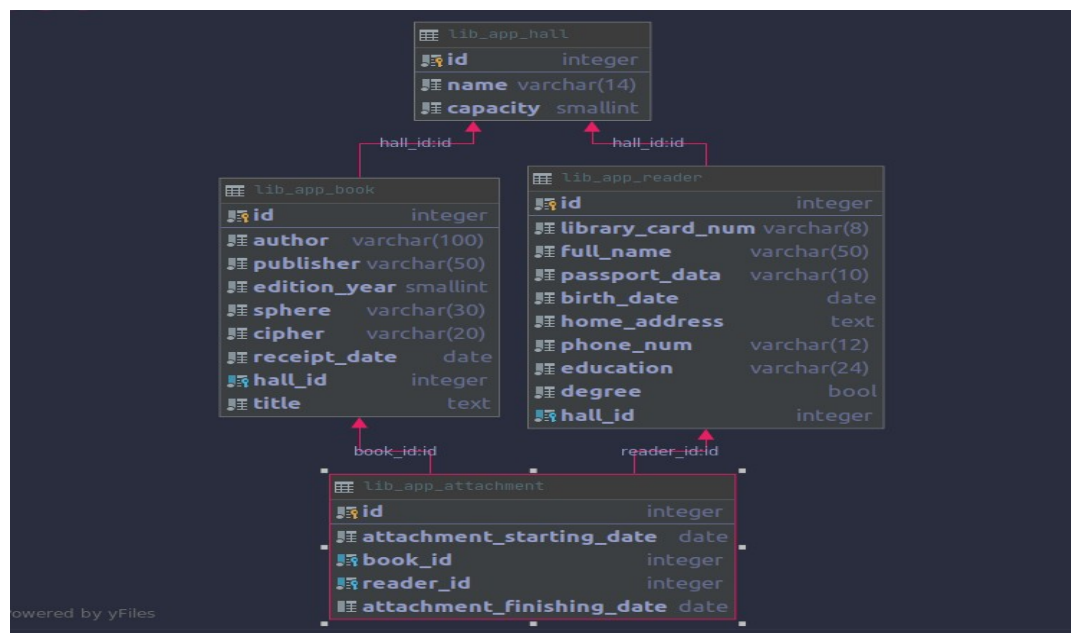 lib_app_hall
id integer
name varchar(14)
capacity smallint
hall_id:id
hall_id:id
lib_app_book
id integer
author varchar(100)
publisher varchar(50)
edition_year smallint
sphere varchar(30)
cipher varchar(20)
receipt_date date
hall_id integer
title text
lib_app_reader
id integer
library_card_num varchar(8)
full_name varchar(50)
passport_data varchar(10)
birth_date date
home_address text
phone_num varchar(12)
education varchar(24)
degree bool
hall_id integer
book_id:id
reader_id:id
lib_app_attachment
id integer
attachment_starting_date date
book_id integer
reader_id integer
attachment_finishing_date date
owered by yFiles